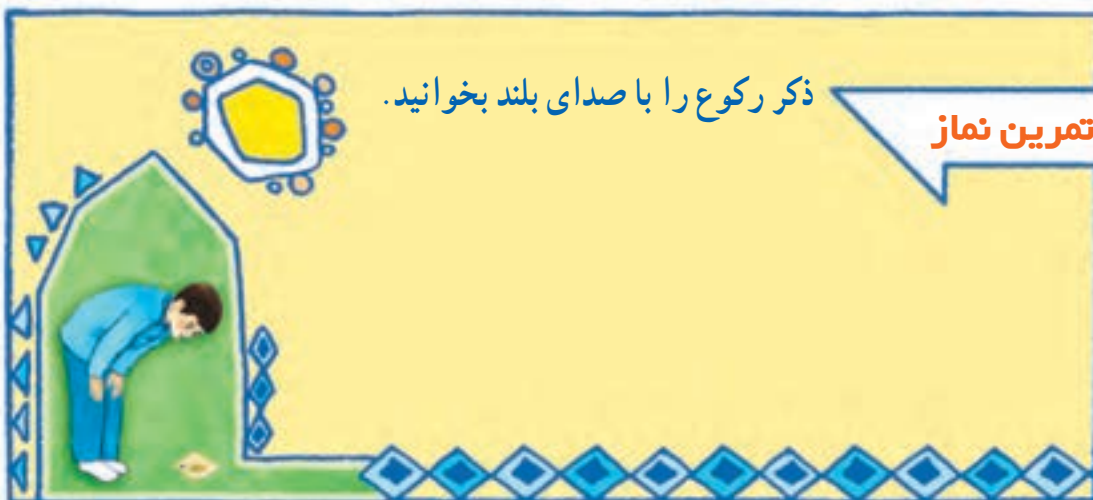 تمرین نماز
ذکر رکوع را با صدای بلند بخوانید.